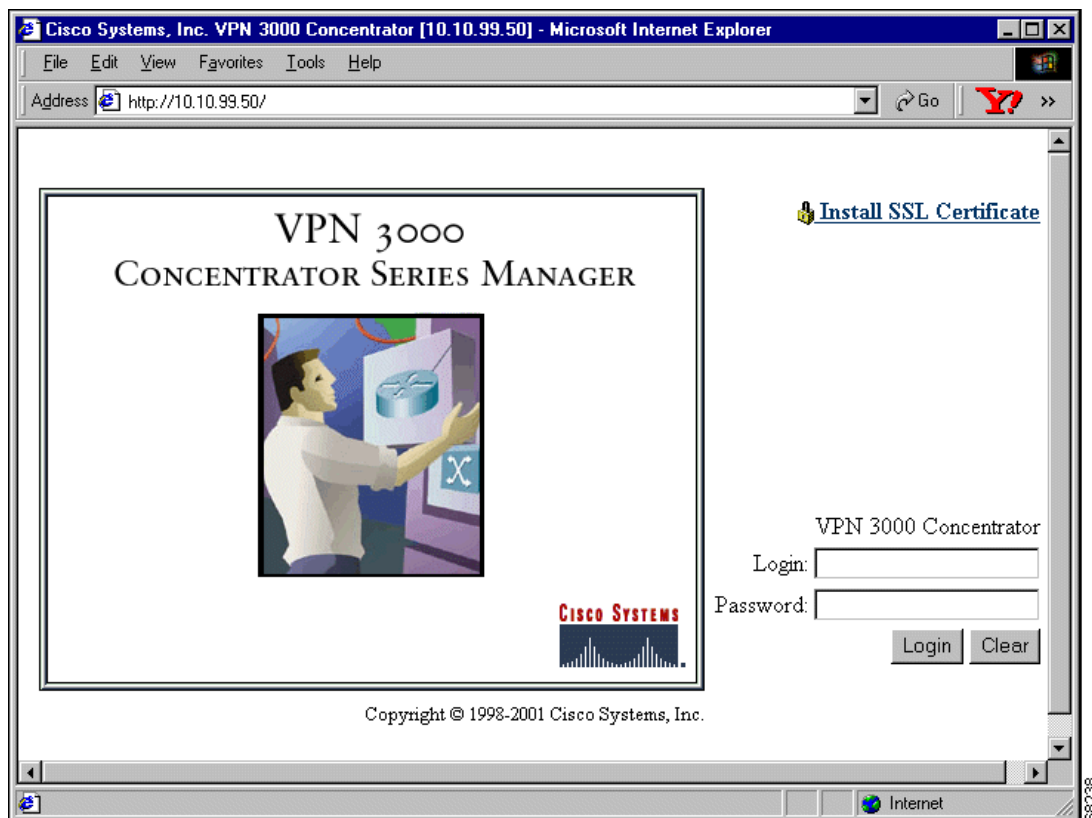 Cisco Systems, Inc. VPN 3000 Concentrator [10.10.99.50] - Microsoft Internet Explorer
File Edit View Favorites Tools Help
Address http://10.10.99.50/ Go Y! »
Install SSL Certificate
VPN 3000
CONCENTRATOR SERIES MANAGER
VPN 3000 Concentrator
Login:
Password:
Login Clear
CISCO SYSTEMS
Copyright © 1998-2001 Cisco Systems, Inc.
Internet
68238